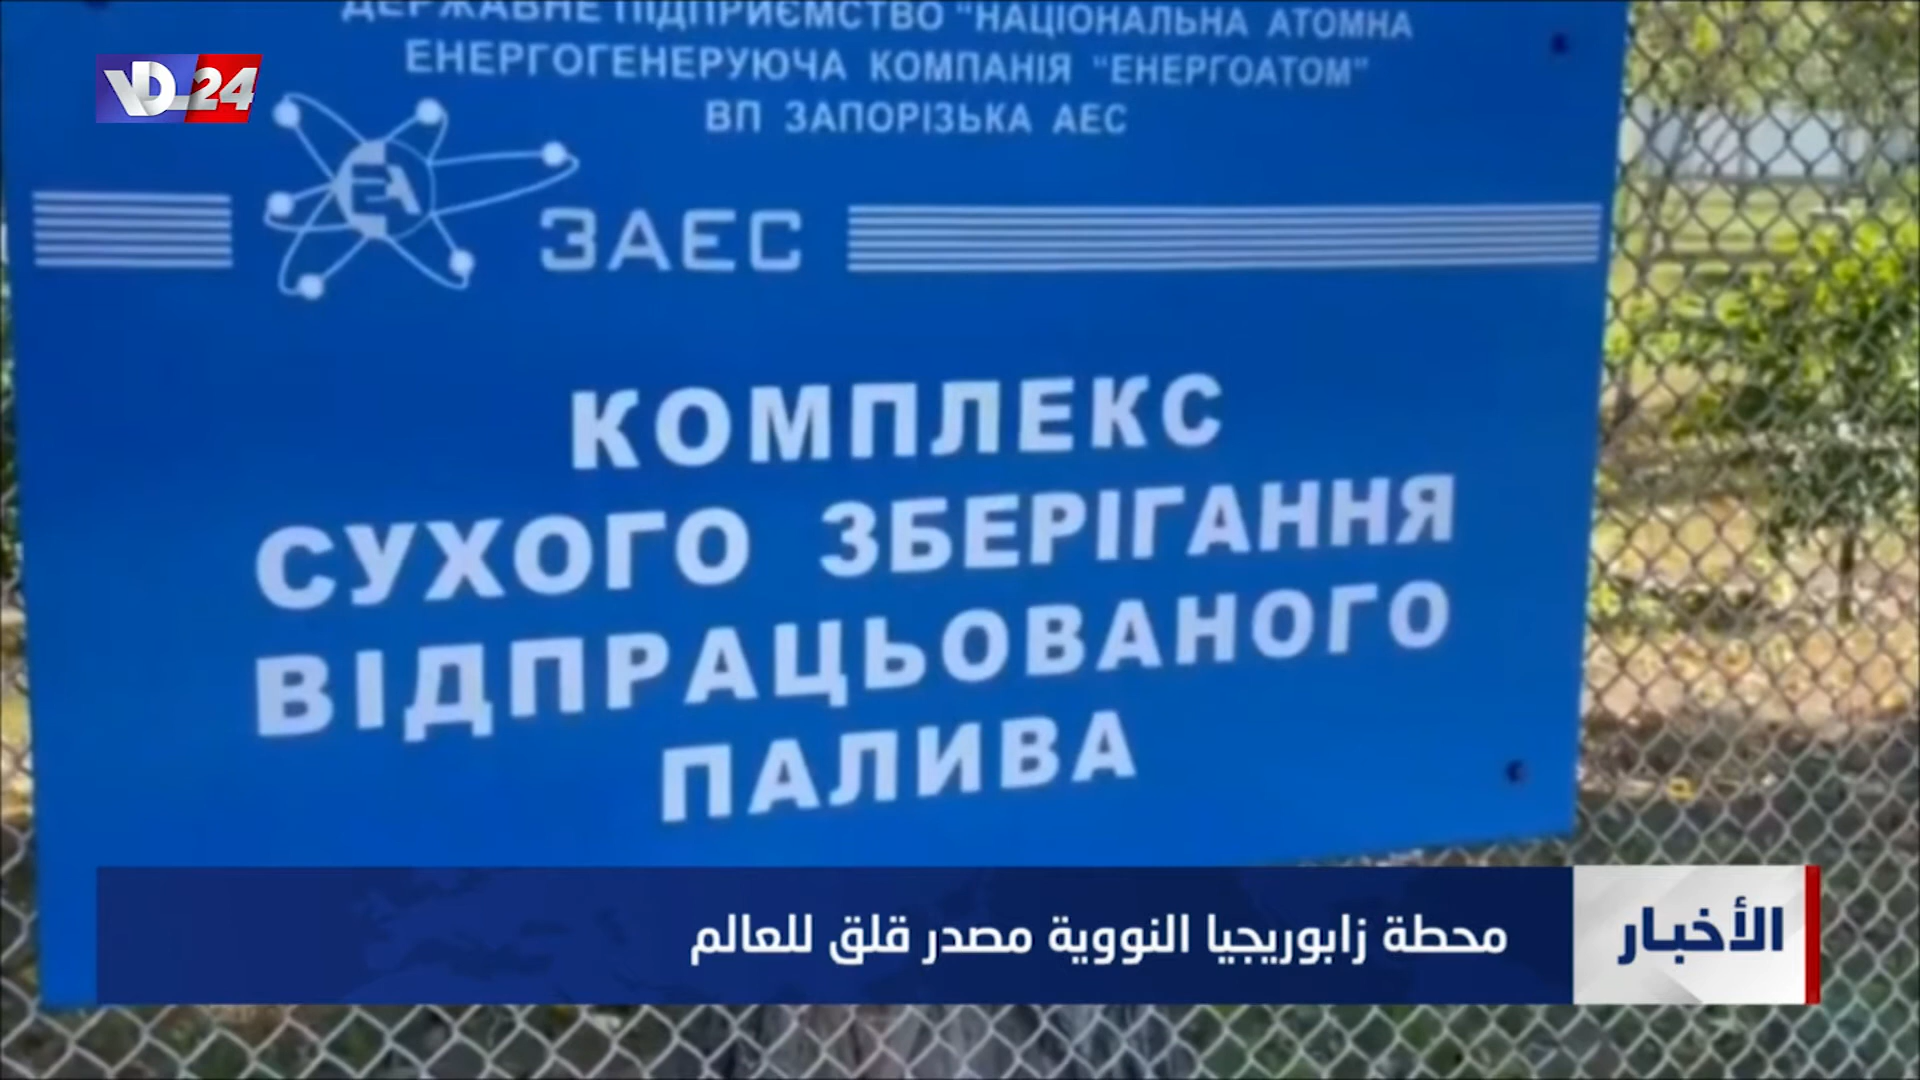 ДЕРЖАВНЕ ПІДПРИЄМСТВО "НАЦІОНАЛЬНА АТОМНА
ЕНЕРГОГЕНЕРУЮЧА КОМПАНІЯ "ЕНЕРГОАТОМ"
ВП ЗАПОРІЗЬКА АЕС
VD_24
ЕА
ЗАЕС
КОМПЛЕКС
СУХОГО ЗБЕРІГАННЯ
ВІДПРАЦЬОВАНОГО
ПАЛИВА
الأخبار
محطة زابوريجيا النووية مصدر قلق للعالم